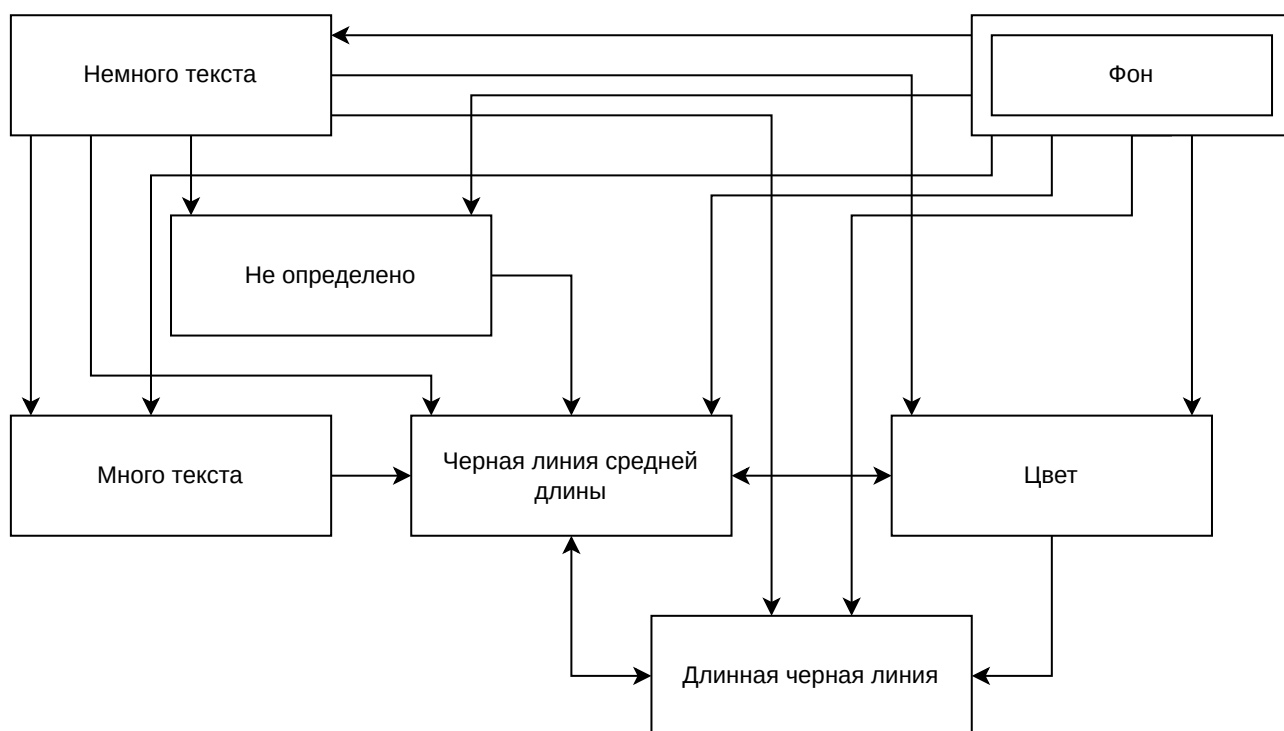 Немного текста
Фон
Не определено
Много текста
Черная линия средней
длины
Цвет
Длинная черная линия